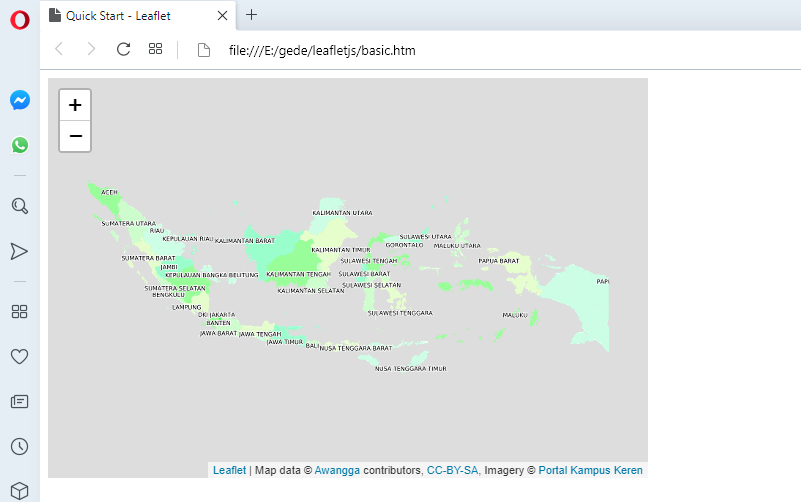 Quick Start - Leaflet
file:///E:/gede/leafletjs/basic.htm
+
−
ACEH
SUMATERA UTARA
RIAU
KEPULAUAN RIAU
KALIMANTAN BARAT
KALIMANTAN UTARA
SULAWESI UTARA
GORONTALO
MALUKU UTARA
KALIMANTAN TIMUR
SUMATERA BARAT
JAMBI
SULAWESI TENGAH
PAPUA BARAT
KEPULAUAN BANGKA BELITUNG
KALIMANTAN TENGAH
SULAWESI BARAT
PAPU
SUMATERA SELATAN
BENGKULU
KALIMANTAN SELATAN
SULAWESI SELATAN
LAMPUNG
DKI JAKARTA
BANTEN
SULAWESI TENGGARA
MALUKU
JAWA BARAT
JAWA TENGAH
JAWA TIMUR
BALI
NUSA TENGGARA BARAT
NUSA TENGGARA TIMUR
Leaflet | Map data © Awangga contributors, CC-BY-SA, Imagery © Portal Kampus Keren